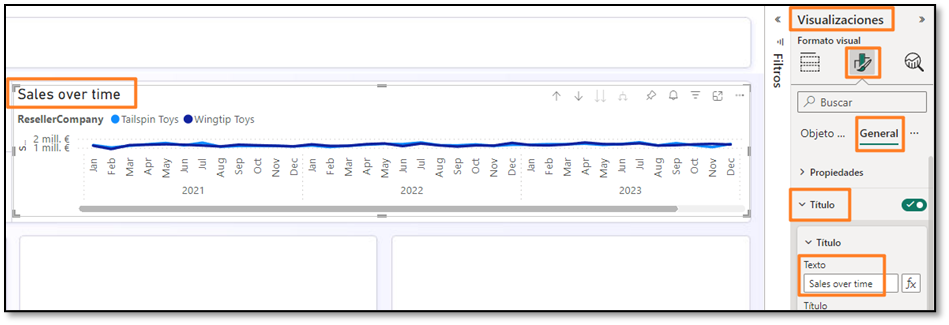 Sales over time
ResellerCompany Tailspin Toys Wingtip Toys
S...
2 mill. €
1 mill. €
Jan Feb Mar Apr May Jun Jul Aug Sep Oct Nov Dec Jan Feb Mar Apr May Jun Jul Aug Sep Oct Nov Dec Jan Feb Mar Apr May Jun Jul Aug Sep Oct Nov Dec
2021 2022 2023
Filtros
Visualizaciones
Formato visual
Buscar
Objeto ... General ...
Propiedades
Título
Título
Texto
Sales over time fx
Título